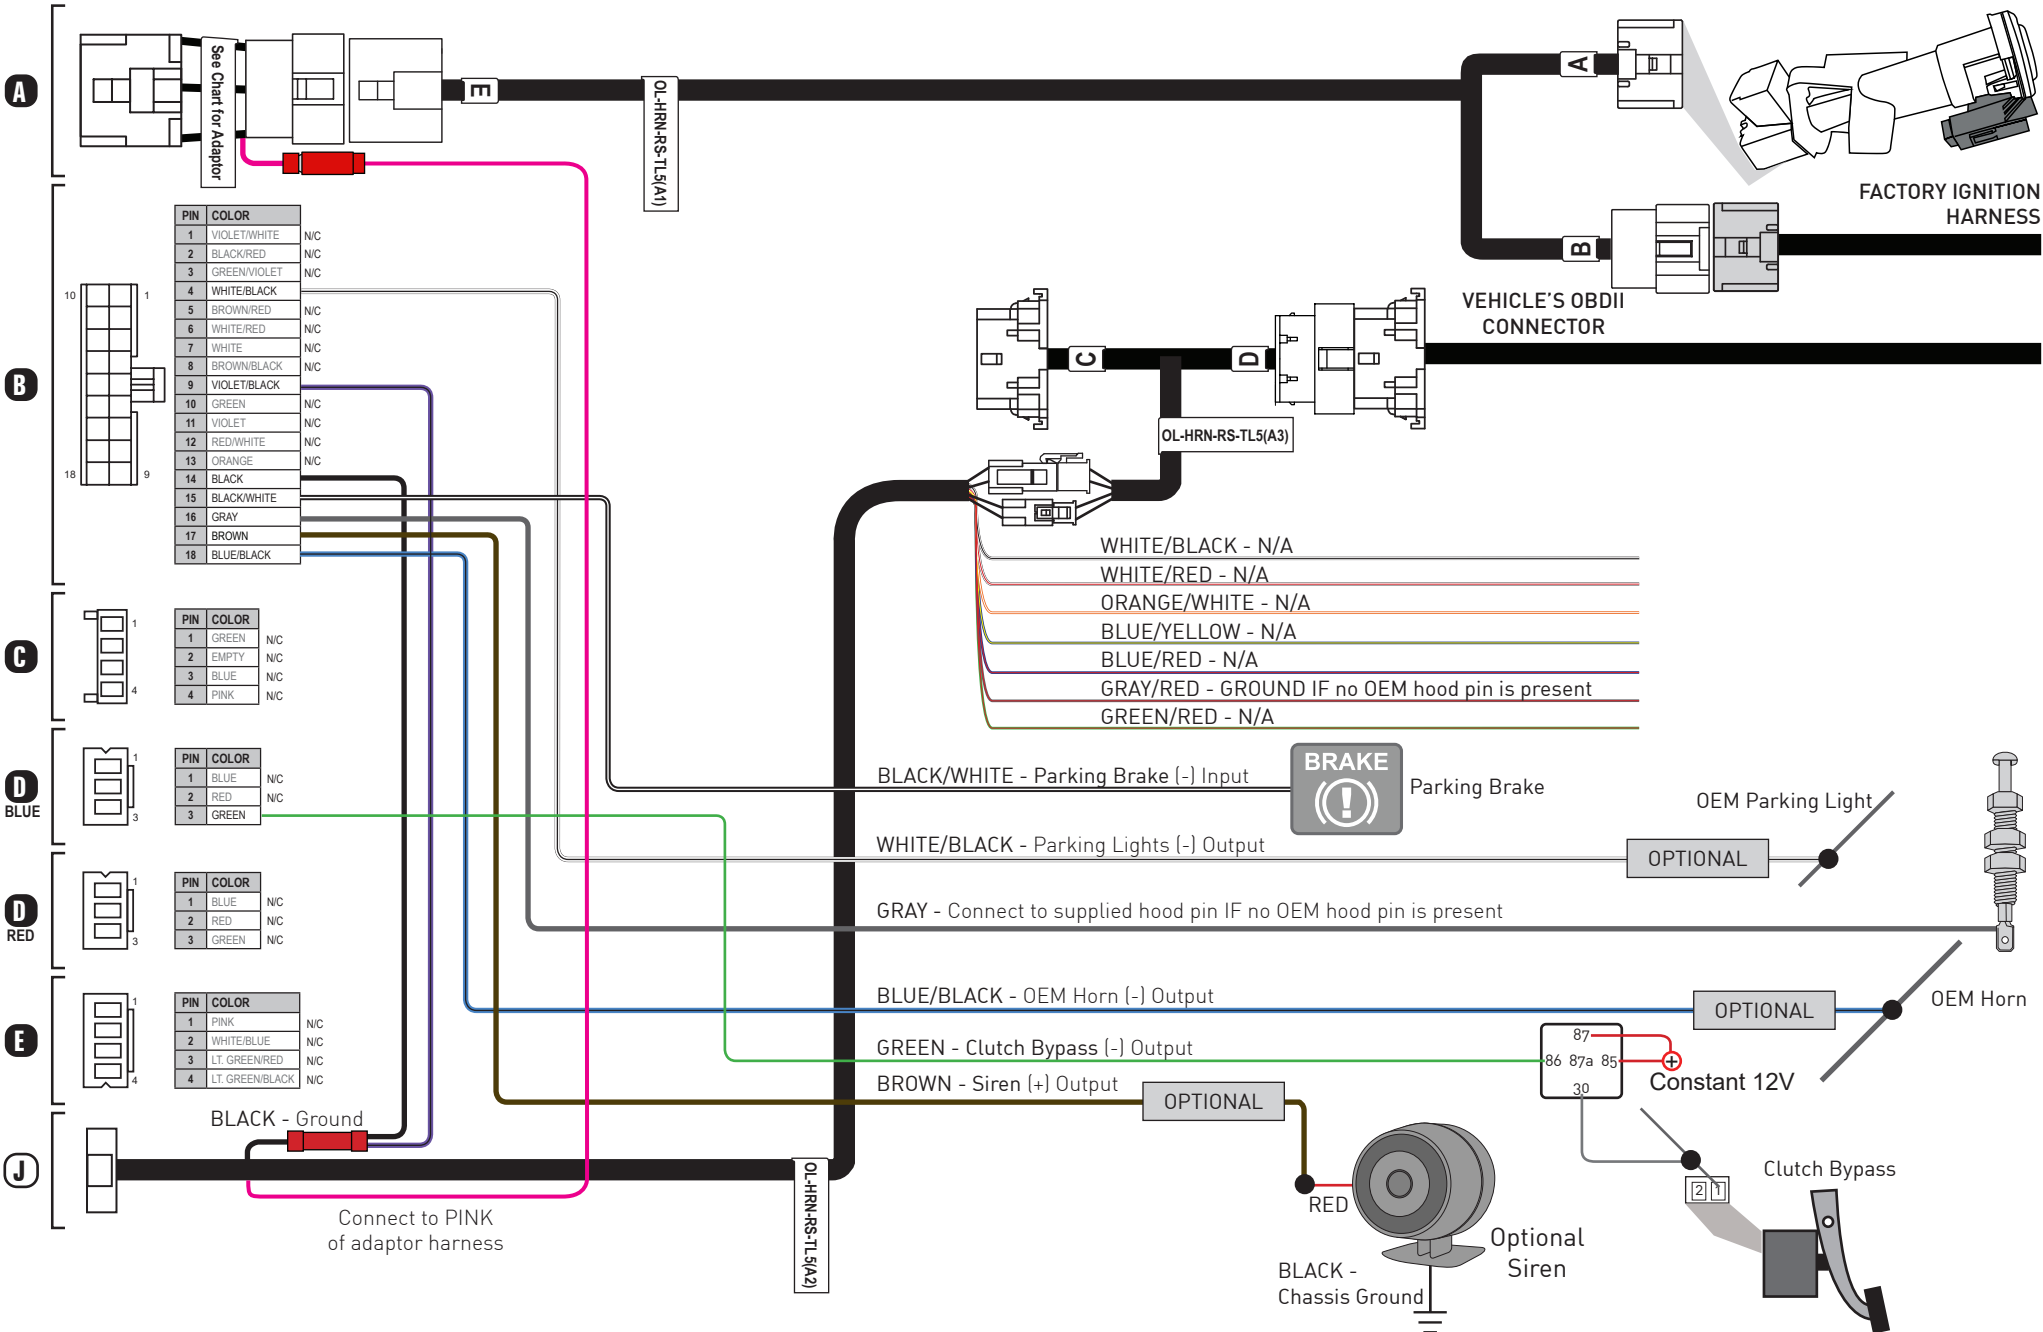 A
See Chart for Adaptor
E
OL-HRN-RS-TL5(A1)
A
B
FACTORY IGNITION
HARNESS
VEHICLE'S OBDII
CONNECTOR
C
D
OL-HRN-RS-TL5(A3)
B
10 1
18 9
PIN COLOR
1 VIOLET/WHITE N/C
2 BLACK/RED N/C
3 GREEN/VIOLET N/C
4 WHITE/BLACK
5 BROWN/RED N/C
6 WHITE/RED N/C
7 WHITE N/C
8 BROWN/BLACK N/C
9 VIOLET/BLACK
10 GREEN N/C
11 VIOLET N/C
12 RED/WHITE N/C
13 ORANGE N/C
14 BLACK
15 BLACK/WHITE
16 GRAY
17 BROWN
18 BLUE/BLACK
WHITE/BLACK - N/A
WHITE/RED - N/A
ORANGE/WHITE - N/A
BLUE/YELLOW - N/A
BLUE/RED - N/A
GRAY/RED - GROUND IF no OEM hood pin is present
GREEN/RED - N/A
C
1
4
PIN COLOR
1 GREEN N/C
2 EMPTY N/C
3 BLUE N/C
4 PINK N/C
D
BLUE
1
3
PIN COLOR
1 BLUE N/C
2 RED N/C
3 GREEN
BLACK/WHITE - Parking Brake (-) Input
BRAKE
(!)
Parking Brake
OEM Parking Light
WHITE/BLACK - Parking Lights (-) Output
OPTIONAL
D
RED
1
3
PIN COLOR
1 BLUE N/C
2 RED N/C
3 GREEN N/C
GRAY - Connect to supplied hood pin IF no OEM hood pin is present
E
1
4
PIN COLOR
1 PINK N/C
2 WHITE/BLUE N/C
3 LT. GREEN/RED N/C
4 LT. GREEN/BLACK N/C
BLUE/BLACK - OEM Horn (-) Output
OPTIONAL
OEM Horn
GREEN - Clutch Bypass (-) Output
87
86 87a 85
30
+
Constant 12V
BROWN - Siren (+) Output
OPTIONAL
J
BLACK - Ground
Connect to PINK
of adaptor harness
OL-HRN-RS-TL5(A2)
RED
Optional
Siren
BLACK -
Chassis Ground
2 1
Clutch Bypass